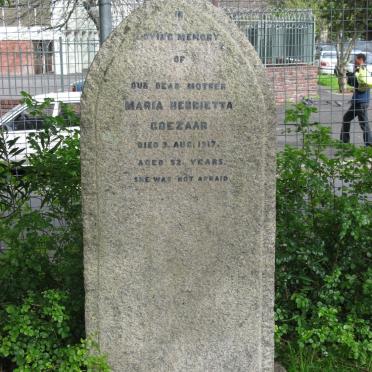 IN
LOVING MEMORY
OF
OUR DEAR MOTHER
MARIA HENRIETTA
GOEZAAR
DIED 3. AUG. 1917.
AGED 52 YEARS.
SHE WAS NOT AFRAID.